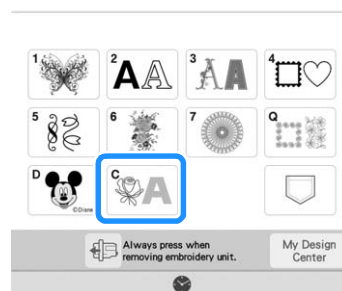 1
2 AA
3 AA
4
5
6
7
Q
D
©Disney
C A
Always press when
removing embroidery unit.
My Design
Center